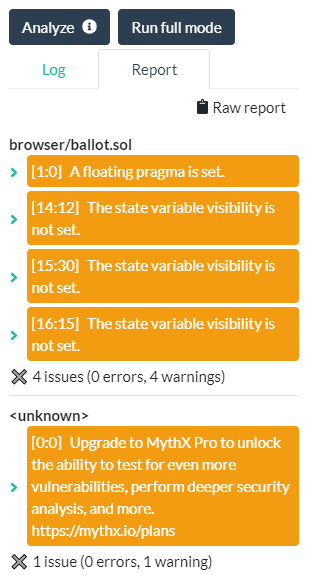 Analyze
Run full mode
Log
Report
Raw report
browser/ballot.sol
[1:0] A floating pragma is set.
[14:12] The state variable visibility is
not set.
[15:30] The state variable visibility is
not set.
[16:15] The state variable visibility is
not set.
4 issues (0 errors, 4 warnings)
<unknown>
[0:0] Upgrade to MythX Pro to unlock
the ability to test for even more
vulnerabilities, perform deeper security
analysis, and more.
https://mythx.io/plans
1 issue (0 errors, 1 warning)